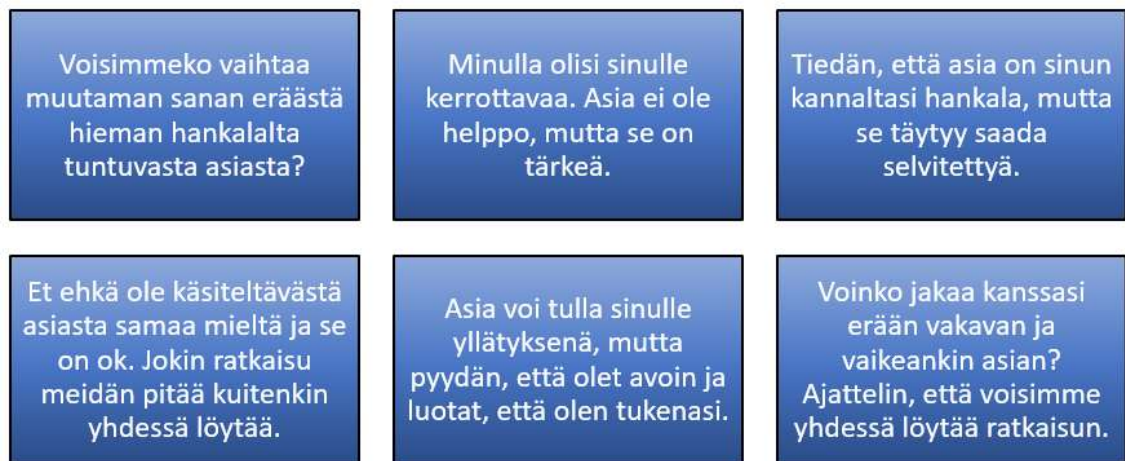 Voisimmeko vaihtaa
muutaman sanan eräästä
hieman hankalalta
tuntuvasta asiasta?
Minulla olisi sinulle
kerrottavaa. Asia ei ole
helppo, mutta se on
tärkeä.
Tiedän, että asia on sinun
kannaltasi hankala, mutta
se täytyy saada
selvitettyä.
Et ehkä ole käsiteltävästä
asiasta samaa mieltä ja se
on ok. Jokin ratkaisu
meidän pitää kuitenkin
yhdessä löytää.
Asia voi tulla sinulle
yllätyksenä, mutta
pyydän, että olet avoin ja
luotat, että olen tukenasi.
Voinko jakaa kanssasi
erään vakavan ja
vaikeankin asian?
Ajattelin, että voisimme
yhdessä löytää ratkaisun.